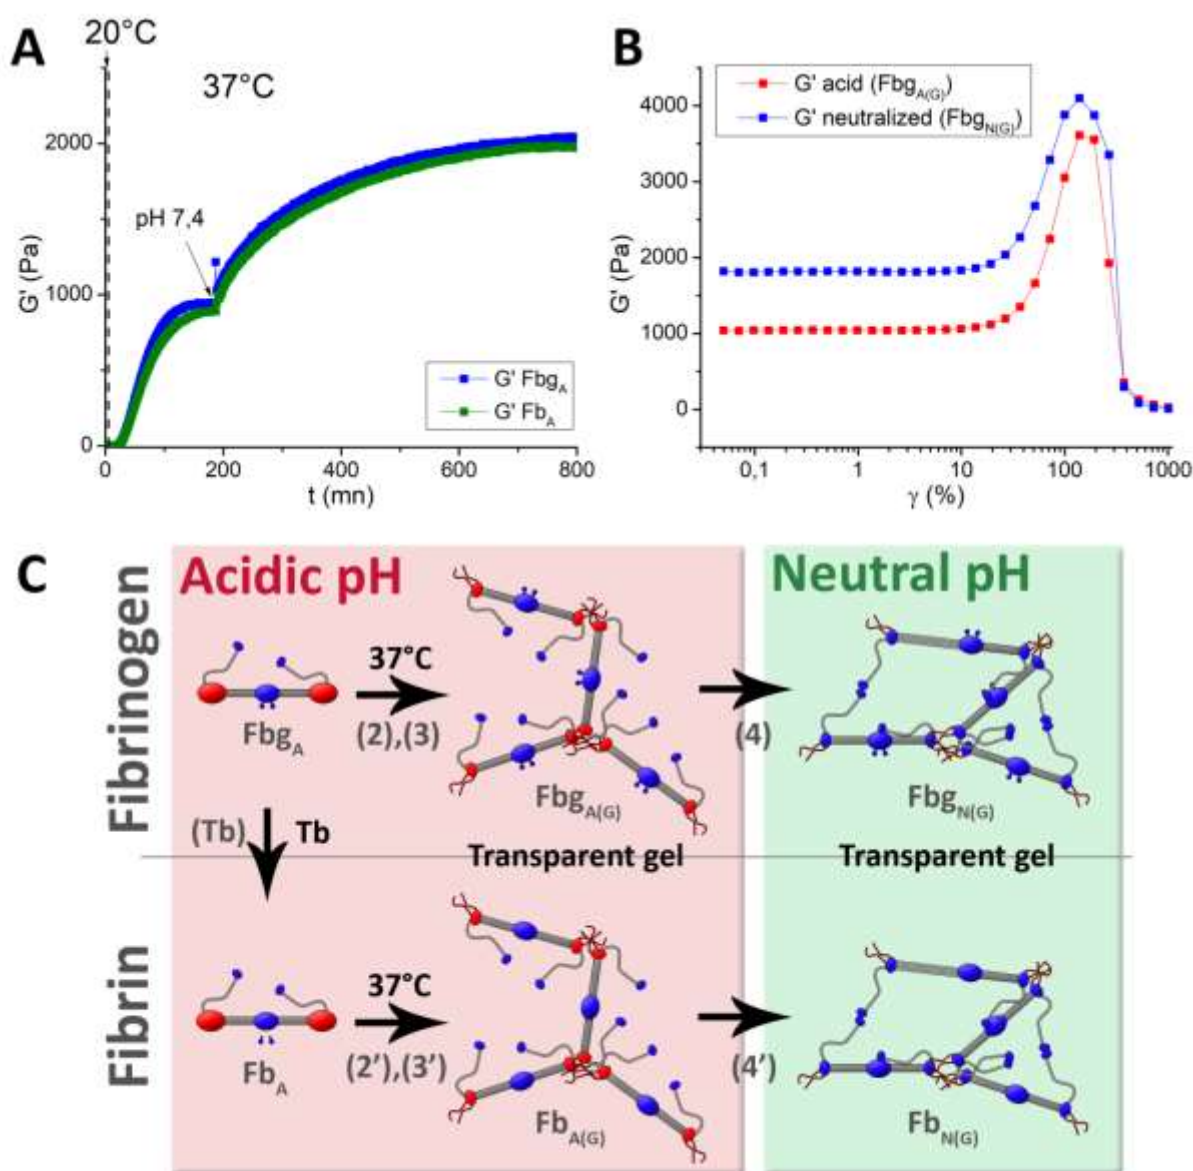 A
20°C
37°C
pH 7,4
G' (Pa)
2000
1000
0
G' Fbg_A
G' Fb_A
0 200 400 600 800
t (mn)
B
G' acid (Fbg_A(G))
G' neutralized (Fbg_N(G))
G' (Pa)
4000
3000
2000
1000
0
0,1 1 10 100 1000
γ (%)
C
Acidic pH
Neutral pH
Fibrinogen
Fbg_A
37°C
(2),(3)
Fbg_A(G)
(4)
Fbg_N(G)
(Tb) Tb
Transparent gel
Transparent gel
Fibrin
Fb_A
37°C
(2'),(3')
Fb_A(G)
(4')
Fb_N(G)